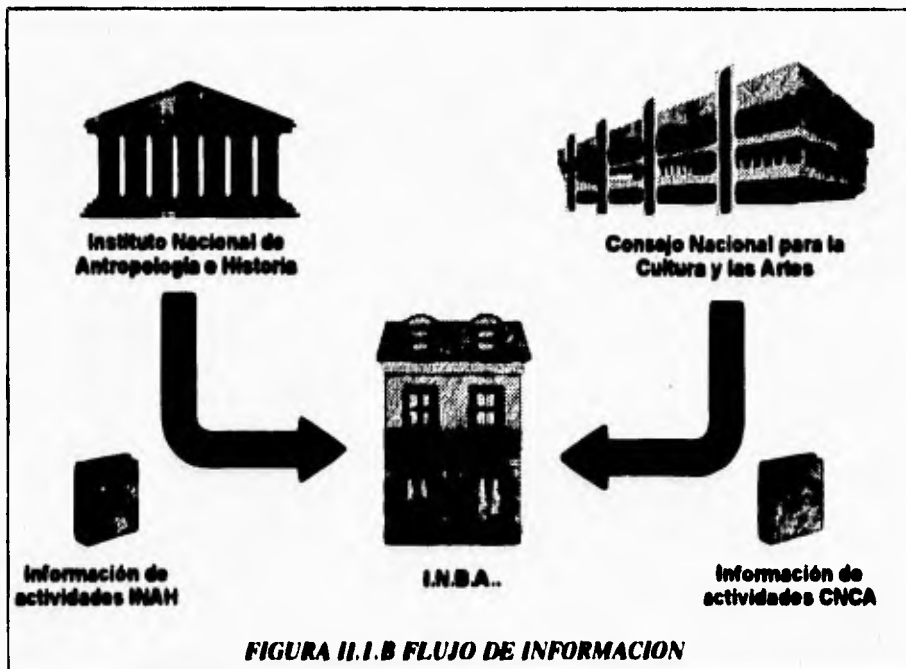 Instituto Nacional de
Antropología e Historia
Consejo Nacional para la
Cultura y las Artes
Información de
actividades INAH
I.N.B.A..
Información de
actividades CNCA
FIGURA II.1.B FLUJO DE INFORMACION